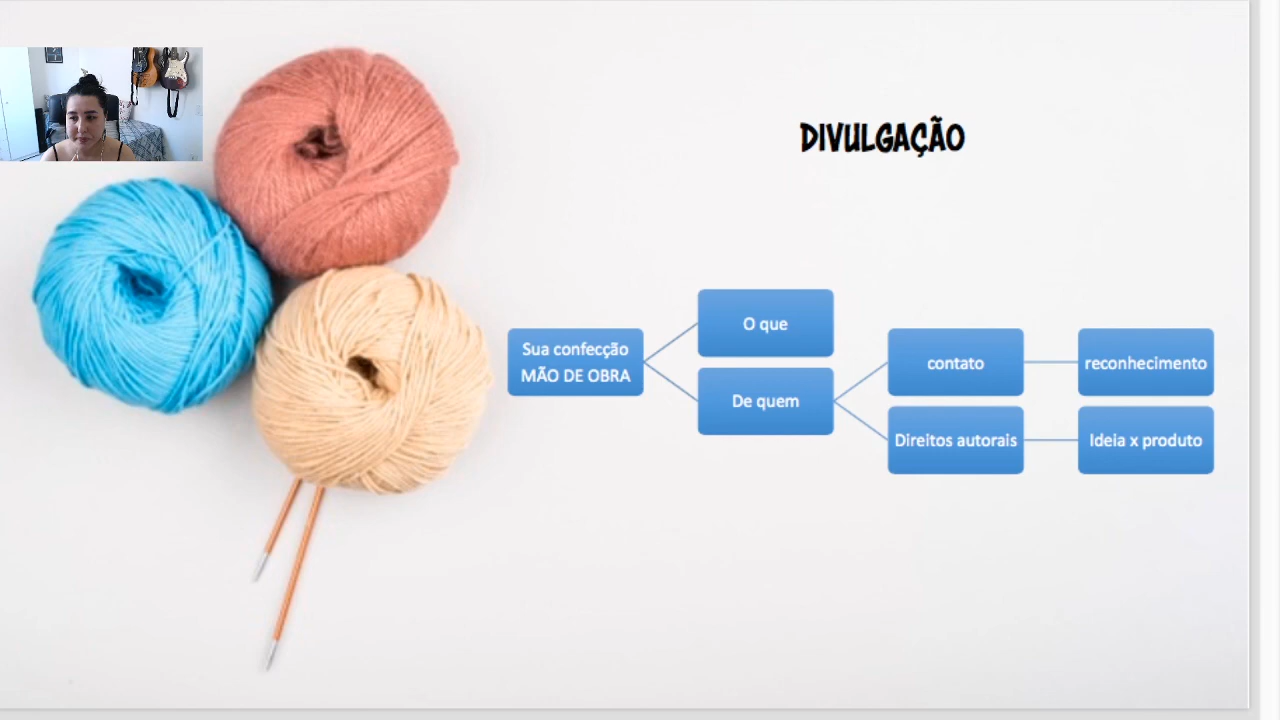 DIVULGAÇÃO
Sua confecção
MÃO DE OBRA
O que
De quem
contato
reconhecimento
Direitos autorais
Ideia x produto